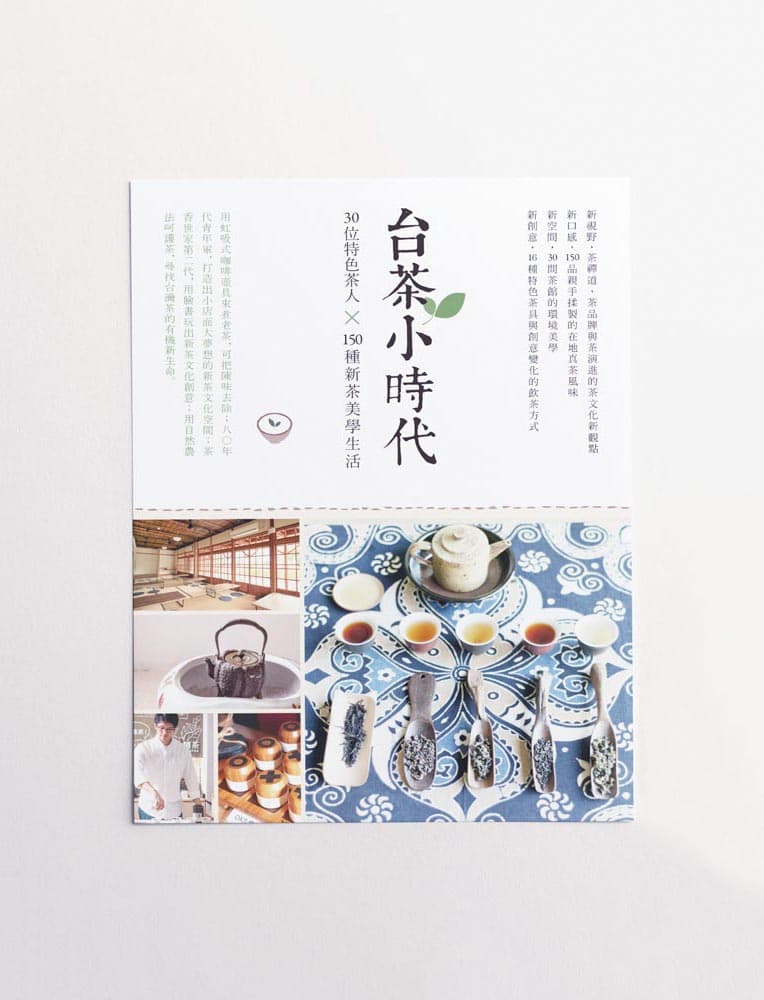 新視野·茶禪道、茶品牌與茶演進的茶文化新觀點
新口感·150品親手揉製的在地真茶風味
新空間·30間茶館的環境美學
新創意·16種特色茶具與創意變化的飲茶方式
台茶小時代
30位特色茶人×150種新茶美學生活
用虹吸式咖啡壺具來煮老茶，可把陳味去除；八〇年
代青年軍，打造出小店面大夢想的新茶文化空間；茶
香世家第二代，用臉書玩出新茶文化創意；用自然農
法呵護茶，尋找台灣茶的有機新生命。